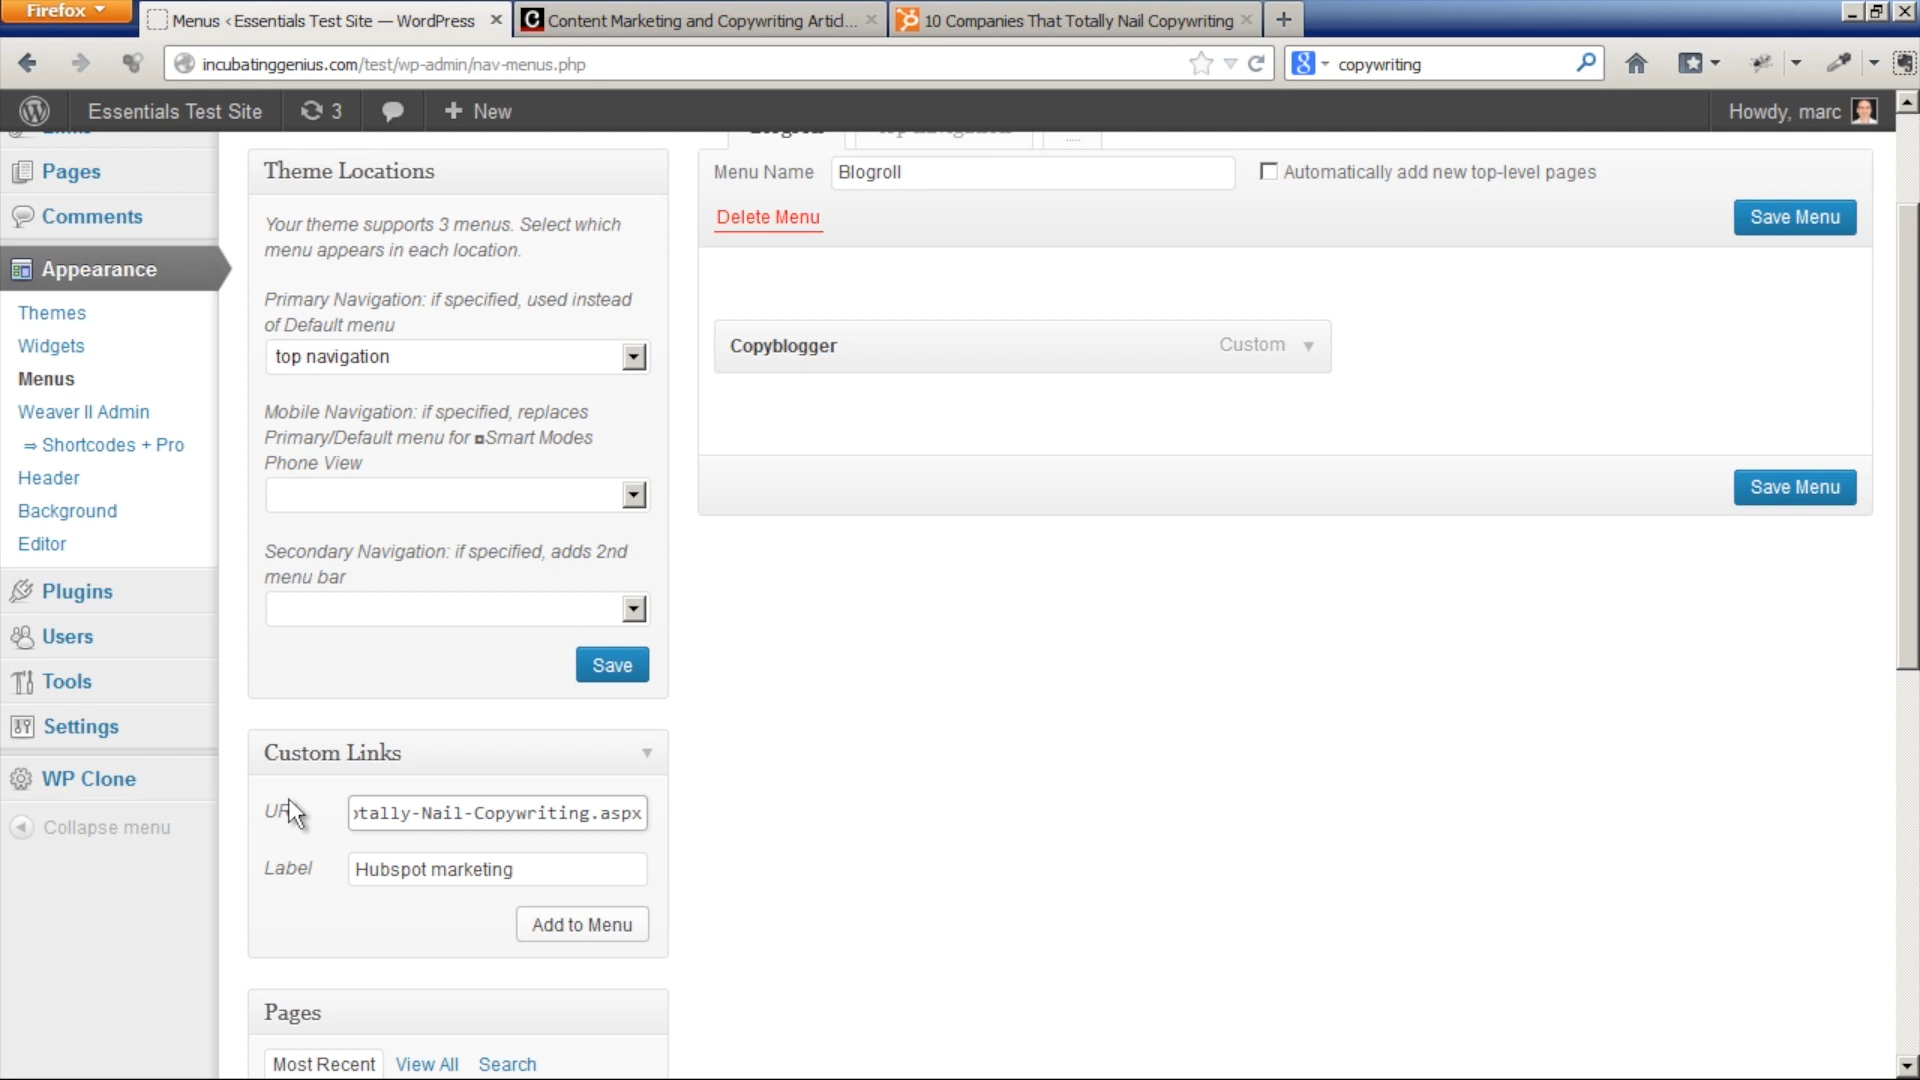 Firefox
Menus ‹ Essentials Test Site — WordPress
Content Marketing and Copywriting Articl...
10 Companies That Totally Nail Copywriting
incubatinggenius.com/test/wp-admin/nav-menus.php
copywriting
Essentials Test Site
3
+ New
Howdy, marc
Links
Pages
Comments
Appearance
Themes
Widgets
Menus
Weaver II Admin
⇒ Shortcodes + Pro
Header
Background
Editor
Plugins
Users
Tools
Settings
WP Clone
Collapse menu
Theme Locations
Your theme supports 3 menus. Select which
menu appears in each location.
Primary Navigation: if specified, used instead
of Default menu
top navigation
Mobile Navigation: if specified, replaces
Primary/Default menu for ◘Smart Modes
Phone View
Secondary Navigation: if specified, adds 2nd
menu bar
Save
Custom Links
otally-Nail-Copywriting.aspx
Label
Hubspot marketing
Add to Menu
Pages
Most Recent
View All
Search
Blogroll
top navigation
Menu Name
Blogroll
Automatically add new top-level pages
Delete Menu
Save Menu
Copyblogger
Custom
Save Menu